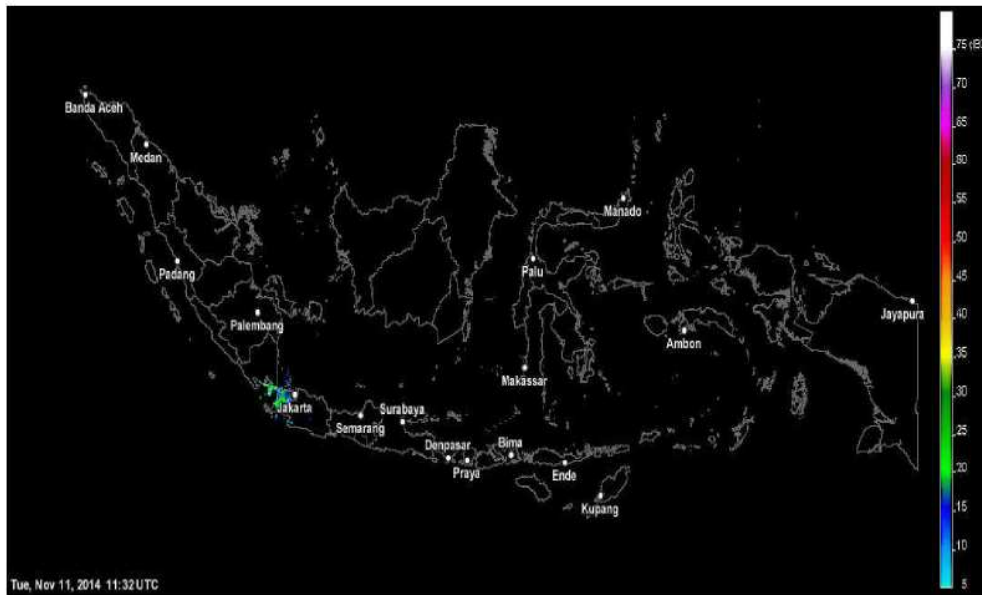 75 (B
70
65
80
55
50
45
40
35
30
25
20
15
10
5
Banda Aceh
Medan
Manado
Padang
Palu
Palembang
Jayapura
Ambon
Makassar
Jakarta
Semarang
Surabaya
Denpasar
Bima
Praya
Ende
Kupang
Tue, Nov 11, 2014 11:32 UTC